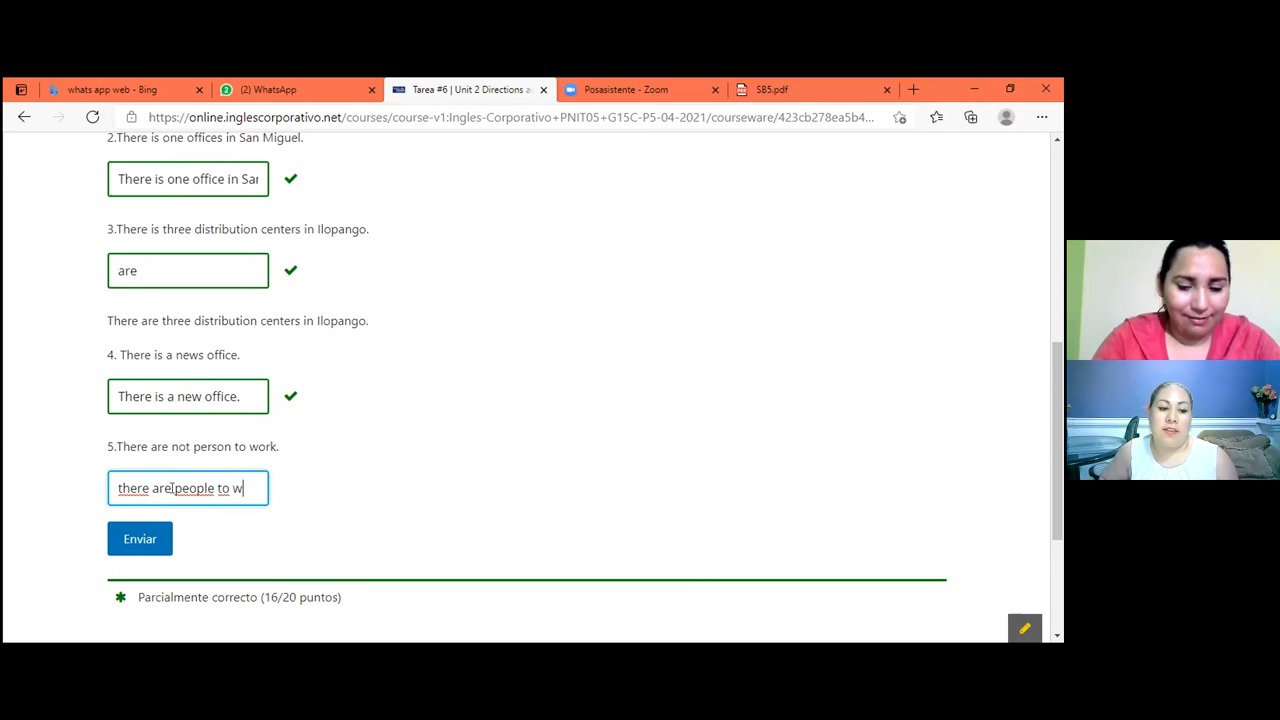 whats app web - Bing
(2) WhatsApp
Tarea #6 | Unit 2 Directions a
Posasistente - Zoom
SB5.pdf
https://online.inglescorporativo.net/courses/course-v1:Ingles-Corporativo+PNIT05+G15C-P5-04-2021/courseware/423cb278ea5b4...
2.There is one offices in San Miguel.
There is one office in Sar
3.There is three distribution centers in Ilopango.
are
There are three distribution centers in Ilopango.
4. There is a news office.
There is a new office.
5.There are not person to work.
there are people to w
Enviar
Parcialmente correcto (16/20 puntos)